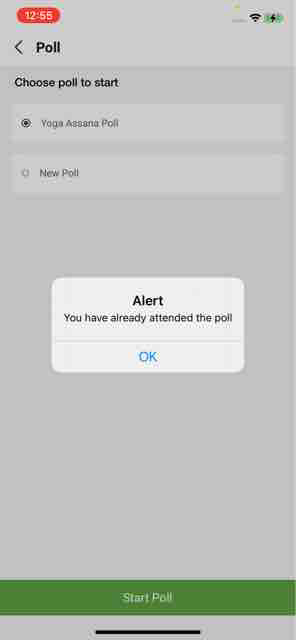 12:55
Poll
Choose poll to start
Yoga Assana Poll
New Poll
Alert
You have already attended the poll
OK
Start Poll